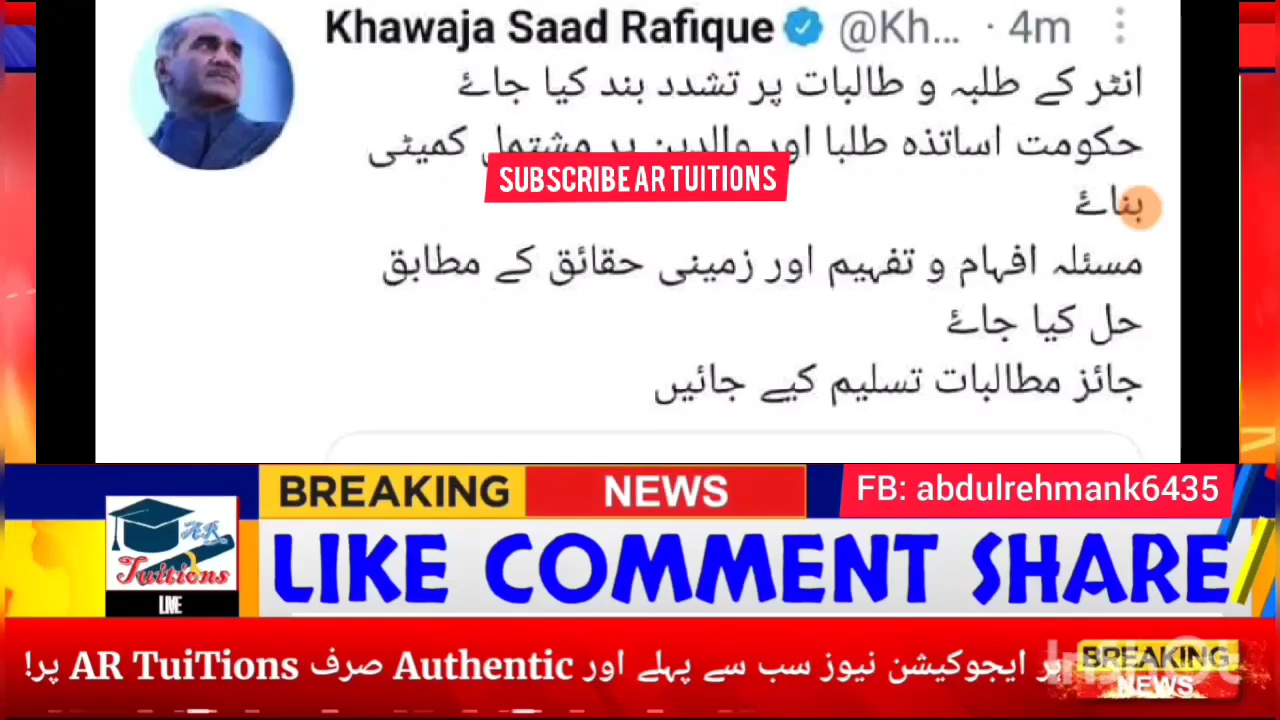 Khawaja Saad Rafique @Kh... · 4m
انٹر کے طلبہ و طالبات پر تشدد بند کیا جائے
حکومت اساتذہ طلبا اور والدین پر مشتمل کمیٹی
SUBSCRIBE AR TUITIONS
بنائے
مسئلہ افہام و تفہیم اور زمینی حقائق کے مطابق
حل کیا جائے
جائز مطالبات تسلیم کیے جائیں
BREAKING NEWS
FB: abdulrehmank6435
AR Tuitions
LIVE
LIKE COMMENT SHARE
ہر ایجوکیشن نیوز سب سے پہلے اور Authentic صرف AR TuiTions پر!
BREAKING NEWS